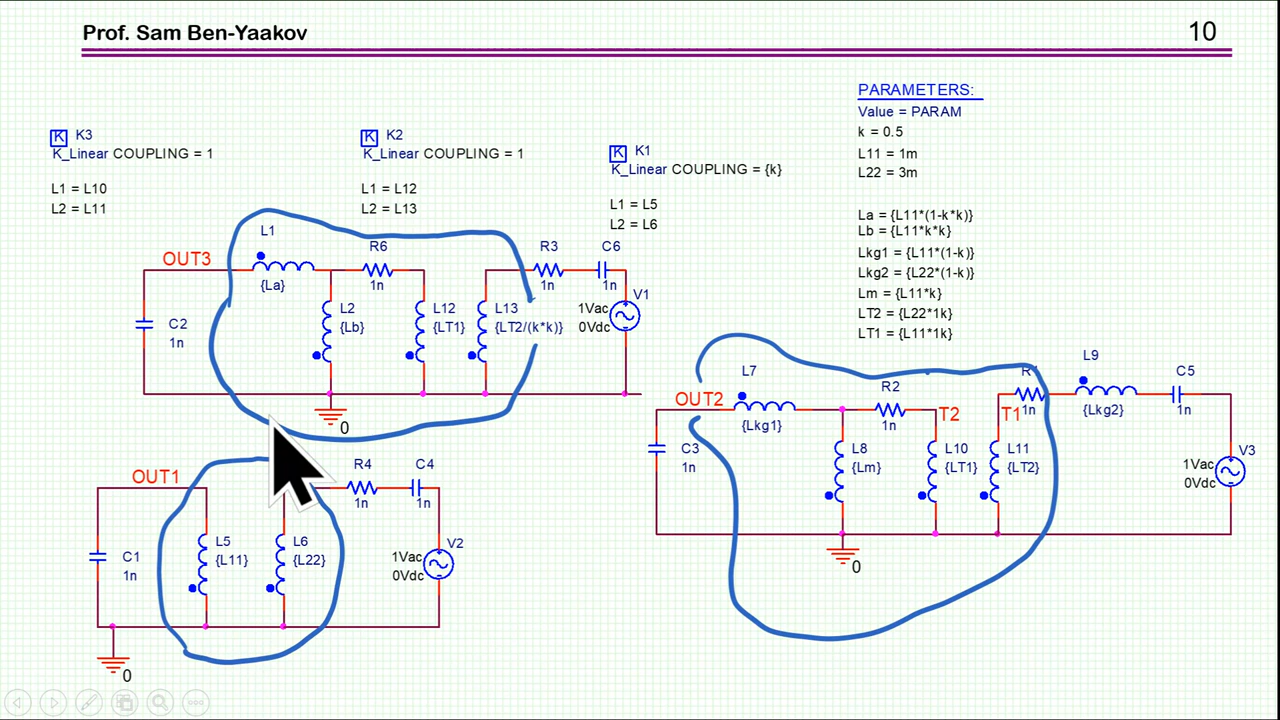 Prof. Sam Ben-Yaakov
10
PARAMETERS:
Value = PARAM
k = 0.5
L11 = 1m
L22 = 3m
La = {L11*(1-k*k)}
Lb = {L11*k*k}
Lkg1 = {L11*(1-k)}
Lkg2 = {L22*(1-k)}
Lm = {L11*k}
LT2 = {L22*1k}
LT1 = {L11*1k}
K K3
K_Linear COUPLING = 1
L1 = L10
L2 = L11
K K2
K_Linear COUPLING = 1
L1 = L12
L2 = L13
K K1
K_Linear COUPLING = {k}
L1 = L5
L2 = L6
OUT3
L1
{La}
R6
1n
R3
1n
C6
1n
C2
1n
L2
{Lb}
L12
{LT1}
L13
{LT2/(k*k)}
V1
1Vac
0Vdc
0
OUT1
R4
1n
C4
1n
C1
1n
L5
{L11}
L6
{L22}
V2
1Vac
0Vdc
0
OUT2
L7
{Lkg1}
R2
1n
T2
T1
R1
1n
L9
{Lkg2}
C5
1n
C3
1n
L8
{Lm}
L10
{LT1}
L11
{LT2}
V3
1Vac
0Vdc
0